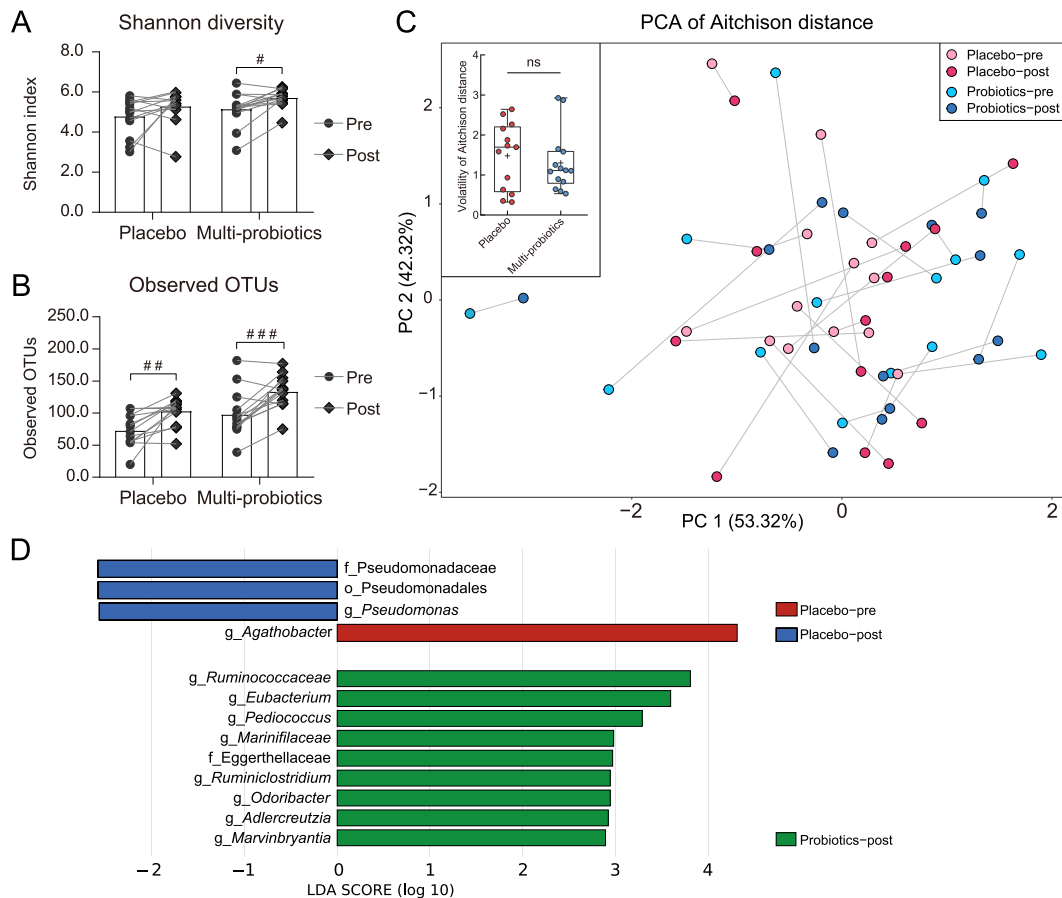 A
Shannon diversity
Shannon index
8.0
6.0
4.0
2.0
0.0
#
Pre
Post
Placebo
Multi-probiotics
B
Observed OTUs
Observed OTUs
250.0
200.0
150.0
100.0
50.0
0.0
# #
# # #
Pre
Post
Placebo
Multi-probiotics
C
PCA of Aitchison distance
PC 2 (42.32%)
2
1
0
−1
−2
Volatility of Aitchison distance
4
3
2
1
0
ns
Placebo
Multi-probiotics
Placebo−pre
Placebo−post
Probiotics−pre
Probiotics−post
−2
0
2
PC 1 (53.32%)
D
f_Pseudomonadaceae
o_Pseudomonadales
g_Pseudomonas
g_Agathobacter
g_Ruminococcaceae
g_Eubacterium
g_Pediococcus
g_Marinifilaceae
f_Eggerthellaceae
g_Ruminiclostridium
g_Odoribacter
g_Adlercreutzia
g_Marvinbryantia
Placebo-pre
Placebo-post
Probiotics-post
−2
−1
0
1
2
3
4
LDA SCORE (log 10)